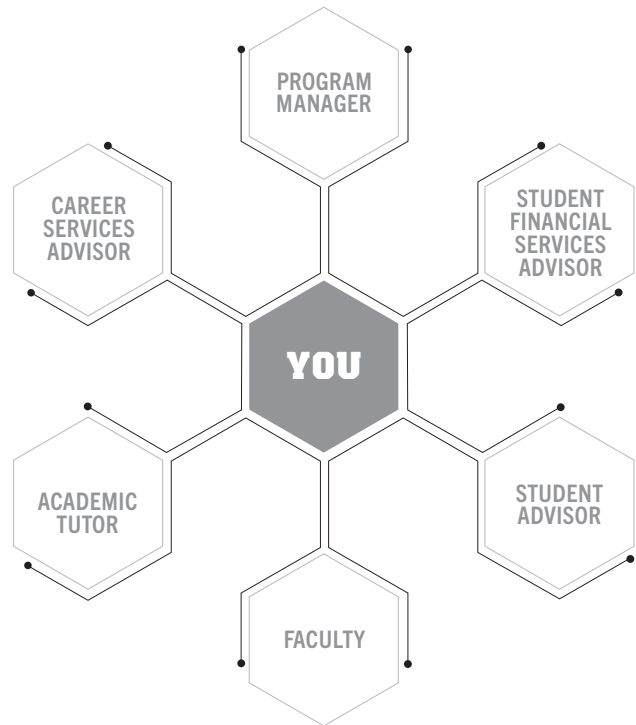 PROGRAM
MANAGER
CAREER
SERVICES
ADVISOR
STUDENT
FINANCIAL
SERVICES
ADVISOR
YOU
ACADEMIC
TUTOR
STUDENT
ADVISOR
FACULTY